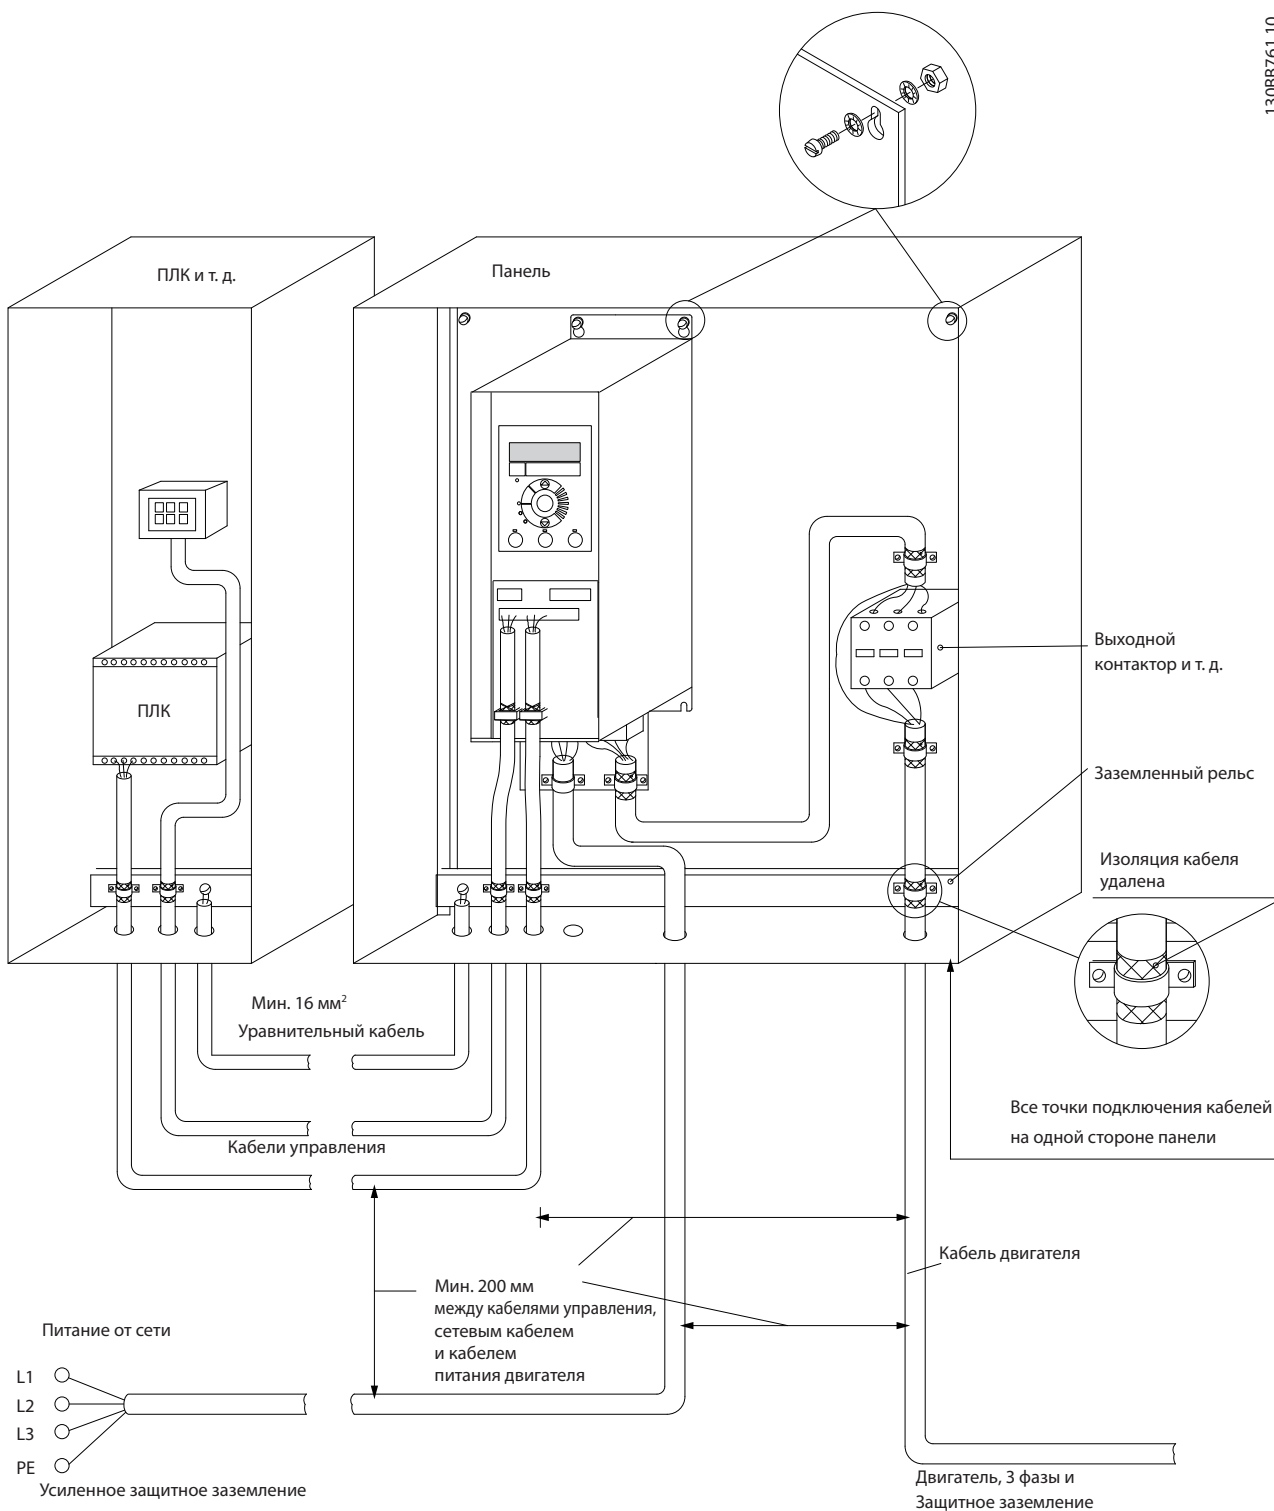 130BB761.10
ПЛК и т. д.
Панель
ПЛК
Выходной
контактор и т. д.
Заземленный рельс
Изоляция кабеля
удалена
Мин. 16 мм²
Уравнительный кабель
Все точки подключения кабелей
на одной стороне панели
Кабели управления
Кабель двигателя
Мин. 200 мм
между кабелями управления,
сетевым кабелем
и кабелем
питания двигателя
Питание от сети
L1
L2
L3
PE
Усиленное защитное заземление
Двигатель, 3 фазы и
Защитное заземление